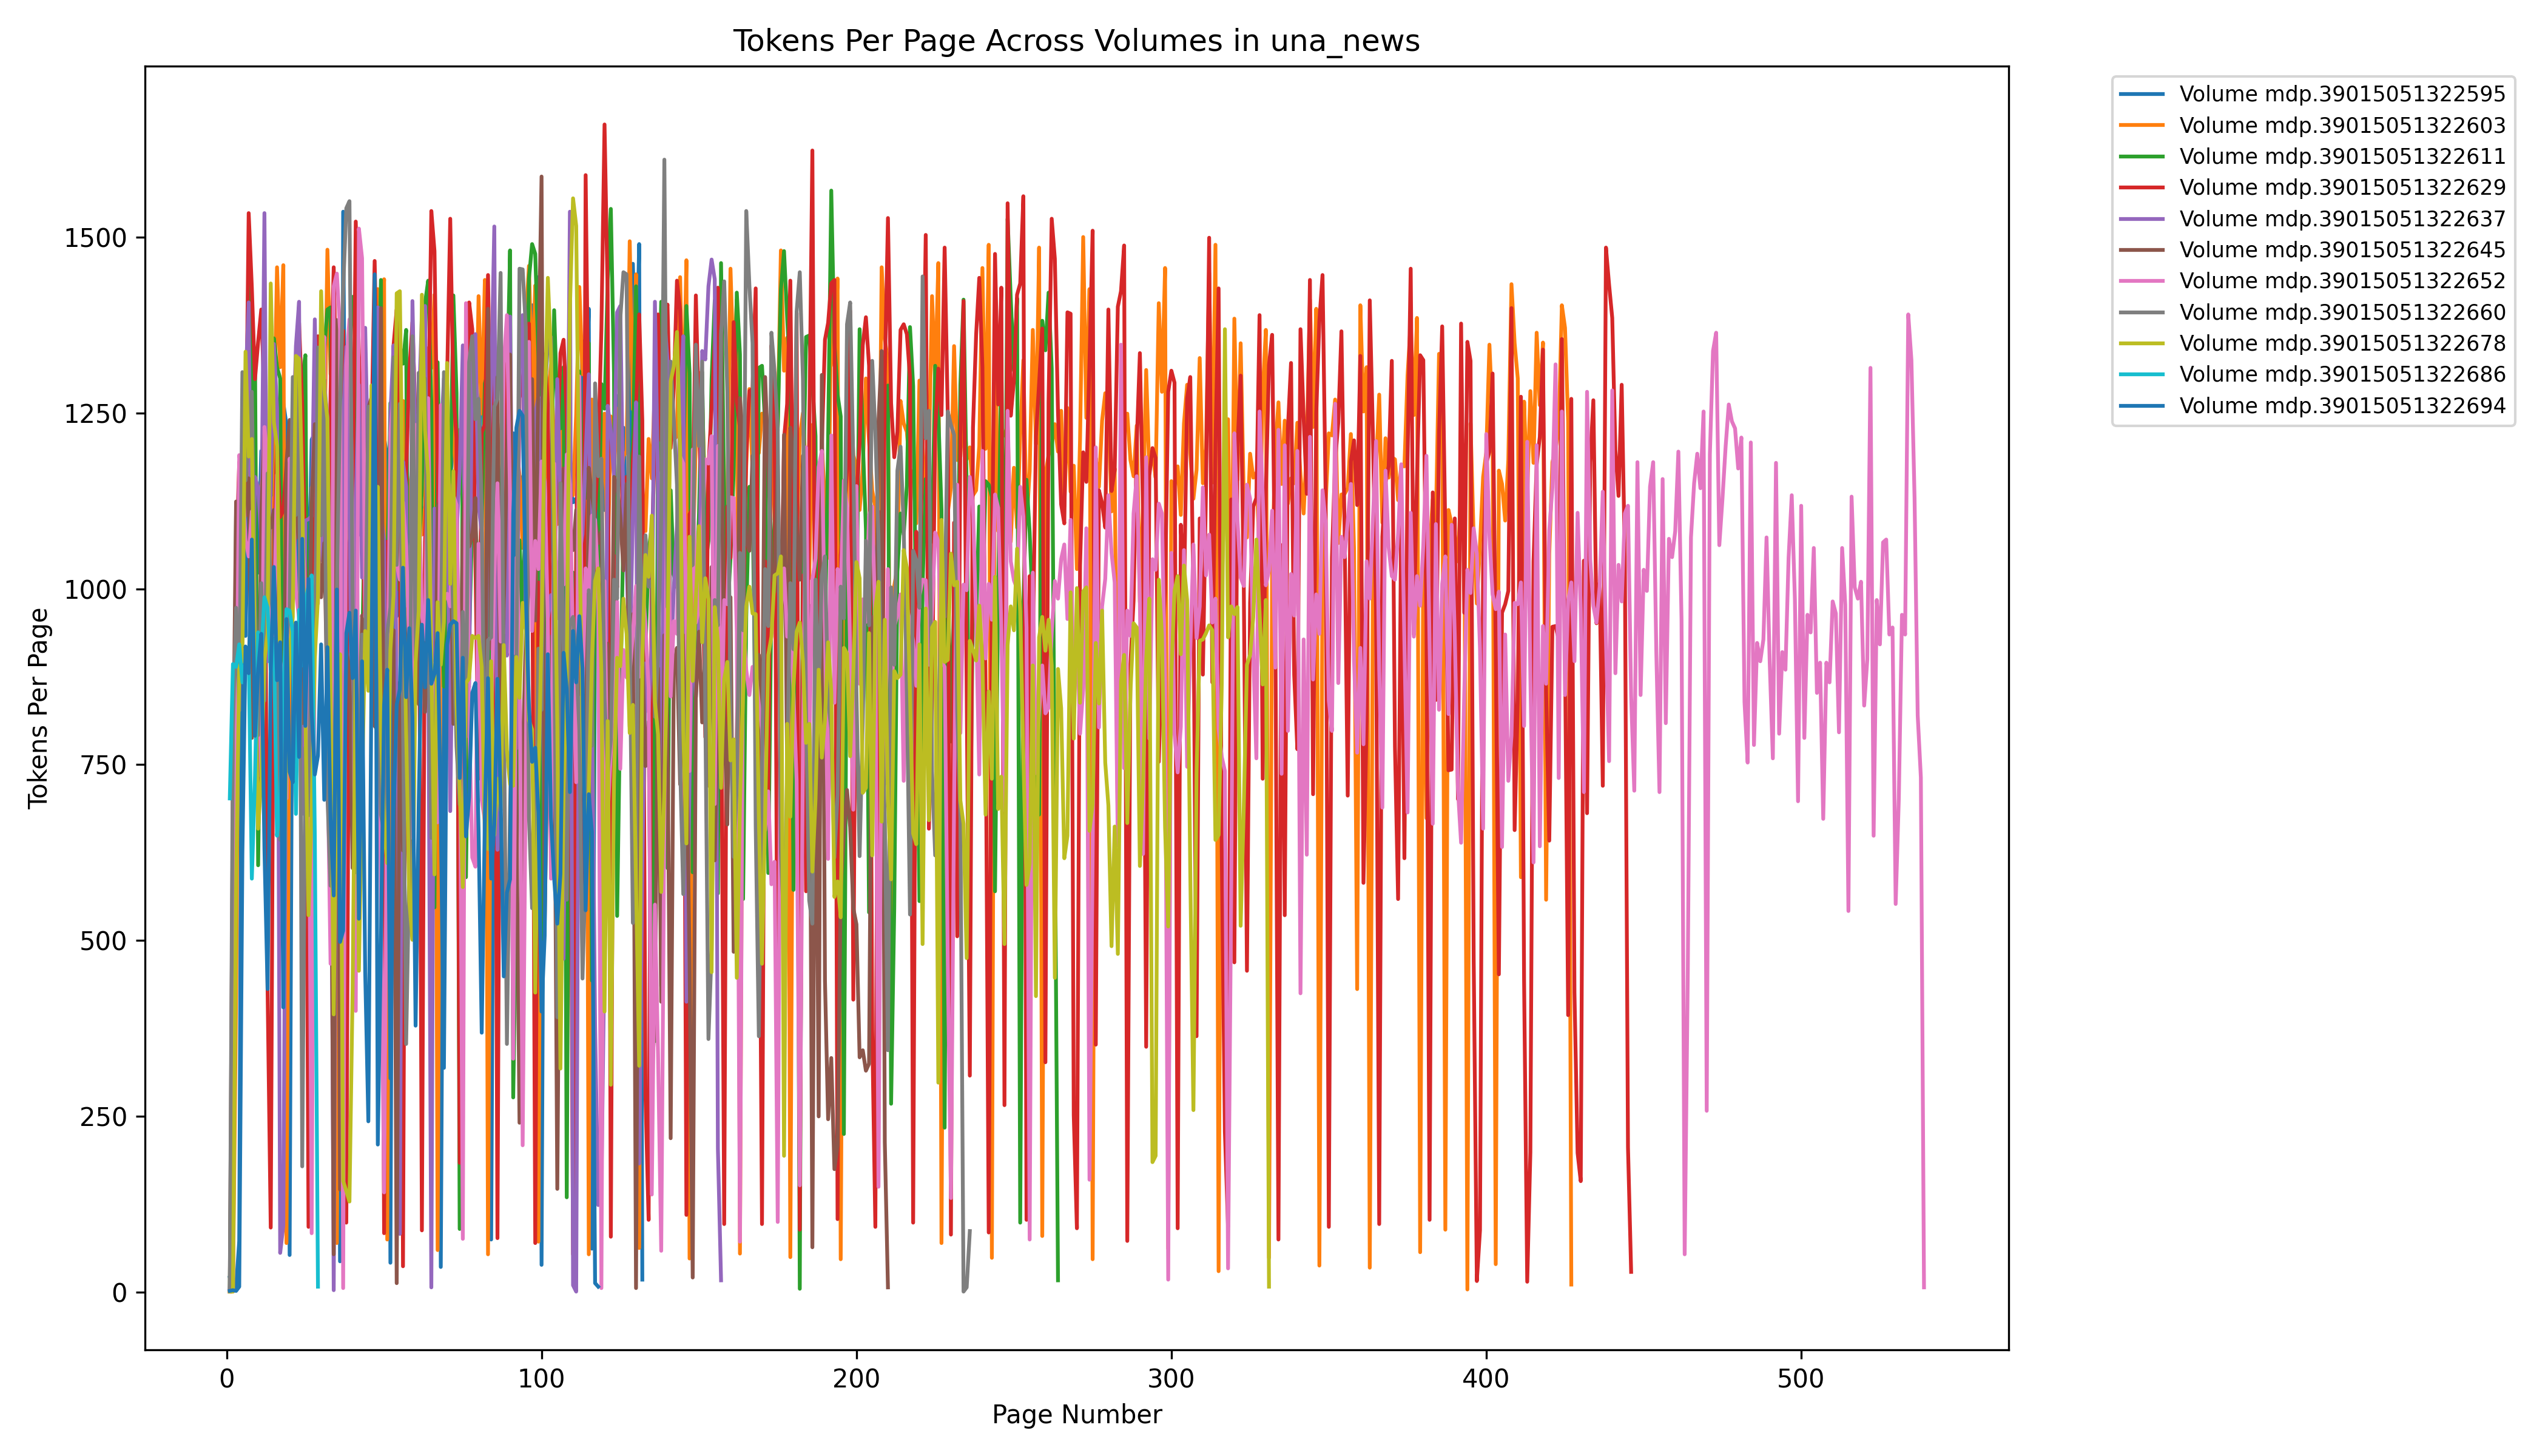 Tokens Per Page Across Volumes in una_news
Tokens Per Page
1500
1250
1000
750
500
250
0
0 100 200 300 400 500
Page Number
Volume mdp.39015051322595
Volume mdp.39015051322603
Volume mdp.39015051322611
Volume mdp.39015051322629
Volume mdp.39015051322637
Volume mdp.39015051322645
Volume mdp.39015051322652
Volume mdp.39015051322660
Volume mdp.39015051322678
Volume mdp.39015051322686
Volume mdp.39015051322694